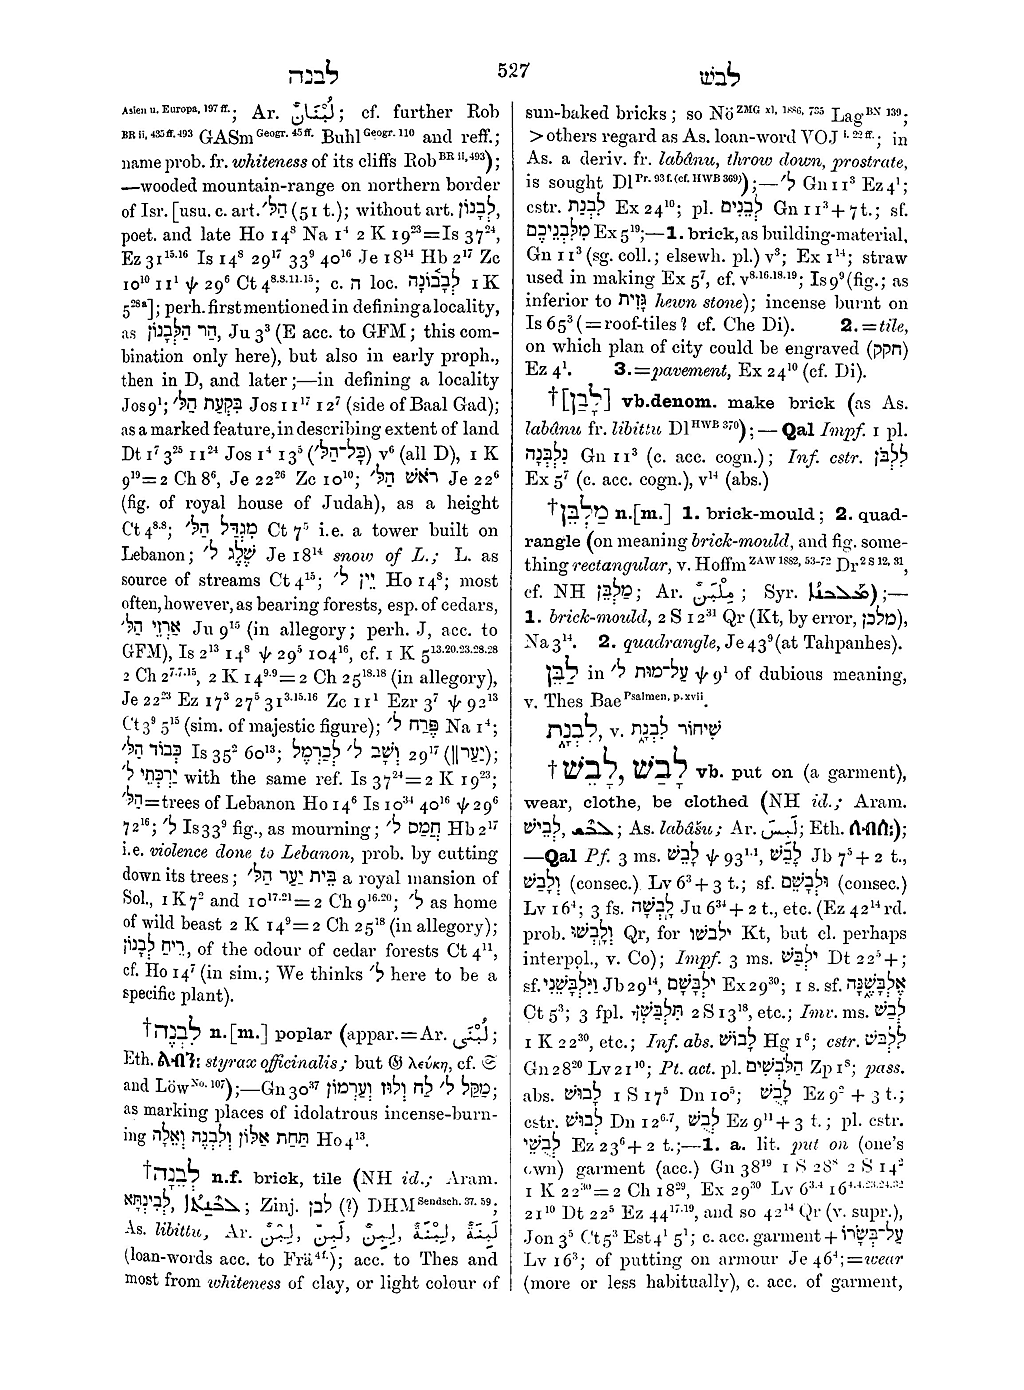 לבנה
527
לבש
Asien u. Europa, 197 ff.; Ar. لُبْنَانُ; cf. further Rob
BR ii, 435 ff. 493 GASm Geogr. 45 ff. Buhl Geogr. 110 and reff.;
name prob. fr. whiteness of its cliffs Rob BR ii, 493);
—wooded mountain-range on northern border
of Isr. [usu. c. art. הַלּ׳ (51 t.); without art. לְבָנוֹן,
poet. and late Ho 14⁸ Na 1⁴ 2 K 19²³=Is 37²⁴,
Ez 31¹⁵·¹⁶ Is 14⁸ 29¹⁷ 33⁹ 40¹⁶ Je 18¹⁴ Hb 2¹⁷ Zc
10¹⁰ 11¹ ψ 29⁶ Ct 4⁸·⁸·¹¹·¹⁵; c. ה loc. לְבָנוֹנָה 1 K
5²⁸ᵃ]; perh. first mentioned in defining a locality,
as הַר הַלְּבָנוֹן, Ju 3³ (E acc. to GFM; this com-
bination only here), but also in early proph.,
then in D, and later;—in defining a locality
Jos 9¹; בִּקְעַת הַלּ׳ Jos 11¹⁷ 12⁷ (side of Baal Gad);
as a marked feature, in describing extent of land
Dt 1⁷ 3²⁵ 11²⁴ Jos 1⁴ 13⁵ (כָּל־הַלּ׳) v⁶ (all D), 1 K
9¹⁹=2 Ch 8⁶, Je 22²⁶ Zc 10¹⁰; רֹאשׁ הַלּ׳ Je 22⁶
(fig. of royal house of Judah), as a height
Ct 4⁸·⁸; מִגְדַּל הַלּ׳ Ct 7⁵ i.e. a tower built on
Lebanon; שֶׁלֶג ל׳ Je 18¹⁴ snow of L.; L. as
source of streams Ct 4¹⁵; יֵין ל׳ Ho 14⁸; most
often, however, as bearing forests, esp. of cedars,
אַרְזֵי הַלּ׳ Ju 9¹⁵ (in allegory; perh. J, acc. to
GFM), Is 2¹³ 14⁸ ψ 29⁵ 104¹⁶, cf. 1 K 5¹³·²⁰·²³·²⁸·²⁸
2 Ch 2⁷·⁷·¹⁵, 2 K 14⁹·⁹=2 Ch 25¹⁸·¹⁸ (in allegory),
Je 22²³ Ez 17³ 27⁵ 31³·¹⁵·¹⁶ Zc 11¹ Ezr 3⁷ ψ 92¹³
Ct 3⁹ 5¹⁵ (sim. of majestic figure); פֶּרַח ל׳ Na 1⁴;
כְּבוֹד הַלּ׳ Is 35² 60¹³; וְשָׁב ל׳ לַכַּרְמֶל 29¹⁷ (‖יַעַר);
יַרְכְּתֵי ל׳ with the same ref. Is 37²⁴=2 K 19²³;
הַלּ׳=trees of Lebanon Ho 14⁶ Is 10³⁴ 40¹⁶ ψ 29⁶
72¹⁶; ל׳ Is 33⁹ fig., as mourning; חֲמַס ל׳ Hb 2¹⁷
i.e. violence done to Lebanon, prob. by cutting
down its trees; בֵּית יַעַר הַלּ׳ a royal mansion of
Sol., 1 K 7² and 10¹⁷·²¹=2 Ch 9¹⁶·²⁰; ל׳ as home
of wild beast 2 K 14⁹=2 Ch 25¹⁸ (in allegory);
רֵיחַ לְבָנוֹן, of the odour of cedar forests Ct 4¹¹,
cf. Ho 14⁷ (in sim.; We thinks ל׳ here to be a
specific plant).
†לִבְנֶה n.[m.] poplar (appar.=Ar. لُبْنَى;
Eth. styrax officinalis; but 𝔊 λεύκη, cf. 𝔖
and Löw No. 107);—Gn 30³⁷ מַקֵּל ל׳ לַח וְלוּז וְעַרְמוֹן;
as marking places of idolatrous incense-burn-
ing תַּחַת אַלּוֹן וְלִבְנֶה וְאֵלָה Ho 4¹³.
†לְבֵנָה n.f. brick, tile (NH id.; Aram.
לְבֵינְתָּא, ; Zinj. לבן (?) DHM Sendsch. 37. 59;
As. libittu, Ar. لَبِنٌ, لِبْنٌ, لَبِنٌ, لِبْنَةٌ, لَبِنَةٌ
(loan-words acc. to Frä 4 f.); acc. to Thes and
most from whiteness of clay, or light colour of
sun-baked bricks; so Nö ZMG xl, 1886, 735 Lag BN 139;
>others regard as As. loan-word VOJ i. 22 ff.; in
As. a deriv. fr. labânu, throw down, prostrate,
is sought Dl Pr. 93 f. (cf. HWB 369));—ל׳ Gn 11³ Ez 4¹;
cstr. לִבְנַת Ex 24¹⁰; pl. לְבֵנִים Gn 11³ + 7 t.; sf.
מִלִּבְנֵיכֶם Ex 5¹⁹;—1. brick, as building-material,
Gn 11³ (sg. coll.; elsewh. pl.) v³; Ex 1¹⁴; straw
used in making Ex 5⁷, cf. v⁸·¹⁶·¹⁸·¹⁹; Is 9⁹ (fig.; as
inferior to גָּזִית hewn stone); incense burnt on
Is 65³ (=roof-tiles? cf. Che Di). 2.=tile,
on which plan of city could be engraved (חקק)
Ez 4¹. 3.=pavement, Ex 24¹⁰ (cf. Di).
†[לָבַן] vb.denom. make brick (as As.
labânu fr. libittu Dl HWB 370);—Qal Impf. 1 pl.
נִלְבְּנָה Gn 11³ (c. acc. cogn.); Inf. cstr. לִלְבֹּן
Ex 5⁷ (c. acc. cogn.), v¹⁴ (abs.)
†מַלְבֵּן n.[m.] 1. brick-mould; 2. quad-
rangle (on meaning brick-mould, and fig. some-
thing rectangular, v. Hoffm ZAW 1882, 53-72 Dr 2 S 12, 31,
cf. NH מַלְבֵּן; Ar. مِلْبَنٌ; Syr. );—
1. brick-mould, 2 S 12³¹ Qr (Kt, by error, מלכן),
Na 3¹⁴. 2. quadrangle, Je 43⁹ (at Tahpanhes).
לַבֵּן in עַל־מוּת ל׳ ψ 9¹ of dubious meaning,
v. Thes Bae Psalmen, p. xvii.
לִבְנָת, v. שִׁיחוֹר לִבְנָת
†לָבֵשׁ, לָבַשׁ vb. put on (a garment),
wear, clothe, be clothed (NH id.; Aram.
לְבֵישׁ, ; As. labâšu; Ar. لَبِسَ; Eth. ለብሰ:);
—Qal Pf. 3 ms. לָבֵשׁ ψ 93¹·¹, לָבַשׁ Jb 7⁵ + 2 t.,
וְלָבַשׁ (consec.) Lv 6³ + 3 t.; sf. וּלְבֵשָׁם (consec.)
Lv 16⁴; 3 fs. לָבְשָׁה Ju 6³⁴ + 2 t., etc. (Ez 42¹⁴ rd.
prob. וְלָבְשׁוּ Qr, for ילבשו Kt, but cl. perhaps
interpol., v. Co); Impf. 3 ms. יִלְבַּשׁ Dt 22⁵ +;
sf. וַיִּלְבָּשֵׁנִי Jb 29¹⁴, יִלְבָּשָׁם Ex 29³⁰; 1 s. sf. אֶלְבָּשֶׁנָּה
Ct 5³; 3 fpl. תִּלְבַּשְׁןָ 2 S 13¹⁸, etc.; Imv. ms. לְבַשׁ
1 K 22³⁰, etc.; Inf. abs. לָבוֹשׁ Hg 1⁶; cstr. לִלְבֹּשׁ
Gn 28²⁰ Lv 21¹⁰; Pt. act. pl. הַלֹּבְשִׁים Zp 1⁸; pass.
abs. לָבוּשׁ 1 S 17⁵ Dn 10⁵; לָבֻשׁ Ez 9² + 3 t.;
cstr. לְבוּשׁ Dn 12⁶·⁷, לְבֻשׁ Ez 9¹¹ + 3 t.; pl. cstr.
לְבֻשֵׁי Ez 23⁶ + 2 t.;—1. a. lit. put on (one's
own) garment (acc.) Gn 38¹⁹ 1 S 28⁸ 2 S 14²
1 K 22³⁰=2 Ch 18²⁹, Ex 29³⁰ Lv 6³·⁴ 16⁴·⁴·²³·²⁴·³²
21¹⁰ Dt 22⁵ Ez 44¹⁷·¹⁹, and so 42¹⁴ Qr (v. supr.),
Jon 3⁵ Ct 5³ Est 4¹ 5¹; c. acc. garment + עַל־בְּשָׂרוֹ
Lv 16³; of putting on armour Je 46⁴;=wear
(more or less habitually), c. acc. of garment,